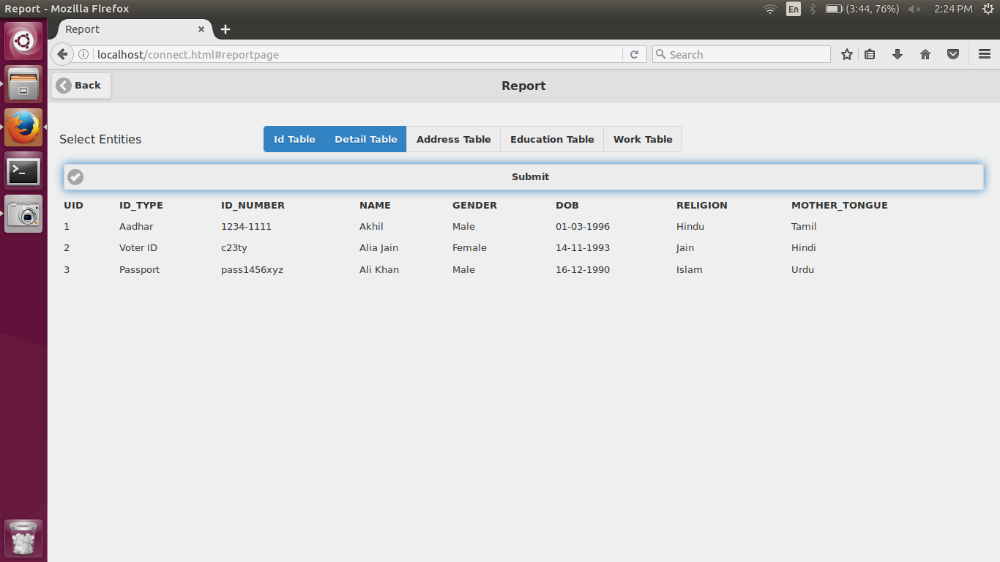 Report - Mozilla Firefox En (3:44, 76%) 2:24 PM
Report
localhost/connect.html#reportpage Search
Back Report
Select Entities Id Table Detail Table Address Table Education Table Work Table
Submit
UID ID_TYPE ID_NUMBER NAME GENDER DOB RELIGION MOTHER_TONGUE
1 Aadhar 1234-1111 Akhil Male 01-03-1996 Hindu Tamil
2 Voter ID c23ty Alia Jain Female 14-11-1993 Jain Hindi
3 Passport pass1456xyz Ali Khan Male 16-12-1990 Islam Urdu